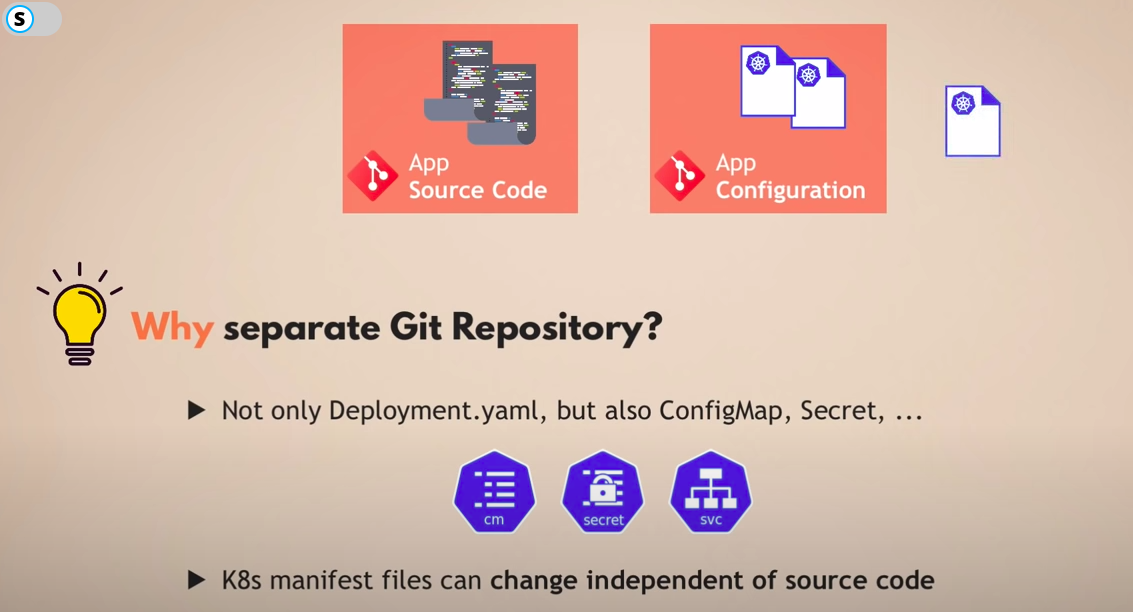 S
App
Source Code
App
Configuration
Why separate Git Repository?
Not only Deployment.yaml, but also ConfigMap, Secret, ...
cm
secret
svc
K8s manifest files can change independent of source code